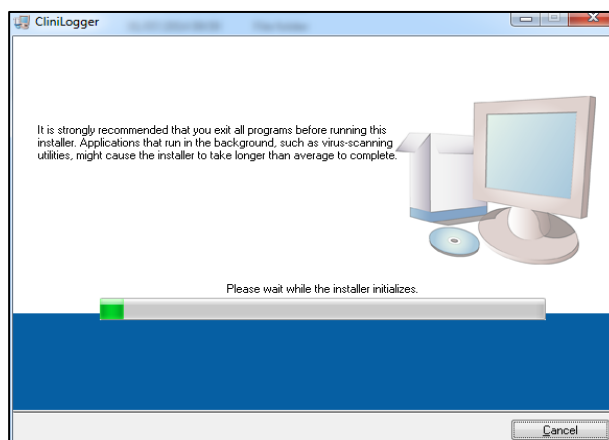 CliniLogger
It is strongly recommended that you exit all programs before running this
installer. Applications that run in the background, such as virus-scanning
utilities, might cause the installer to take longer than average to complete.
Please wait while the installer initializes.
Cancel